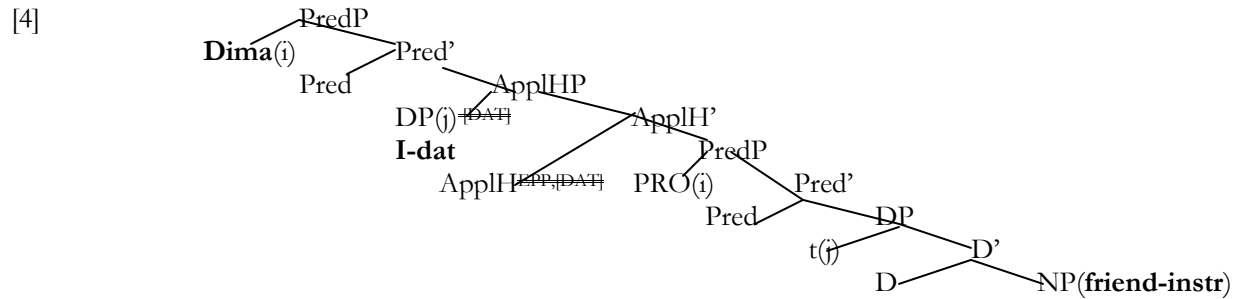 [4] PredP
Dima(i) Pred’
Pred ApplHP
DP(j)[DAT] ApplH’
I-dat PredP
ApplH EPP,[DAT] PRO(i) Pred’
Pred DP
t(j) D’
D NP(friend-instr)